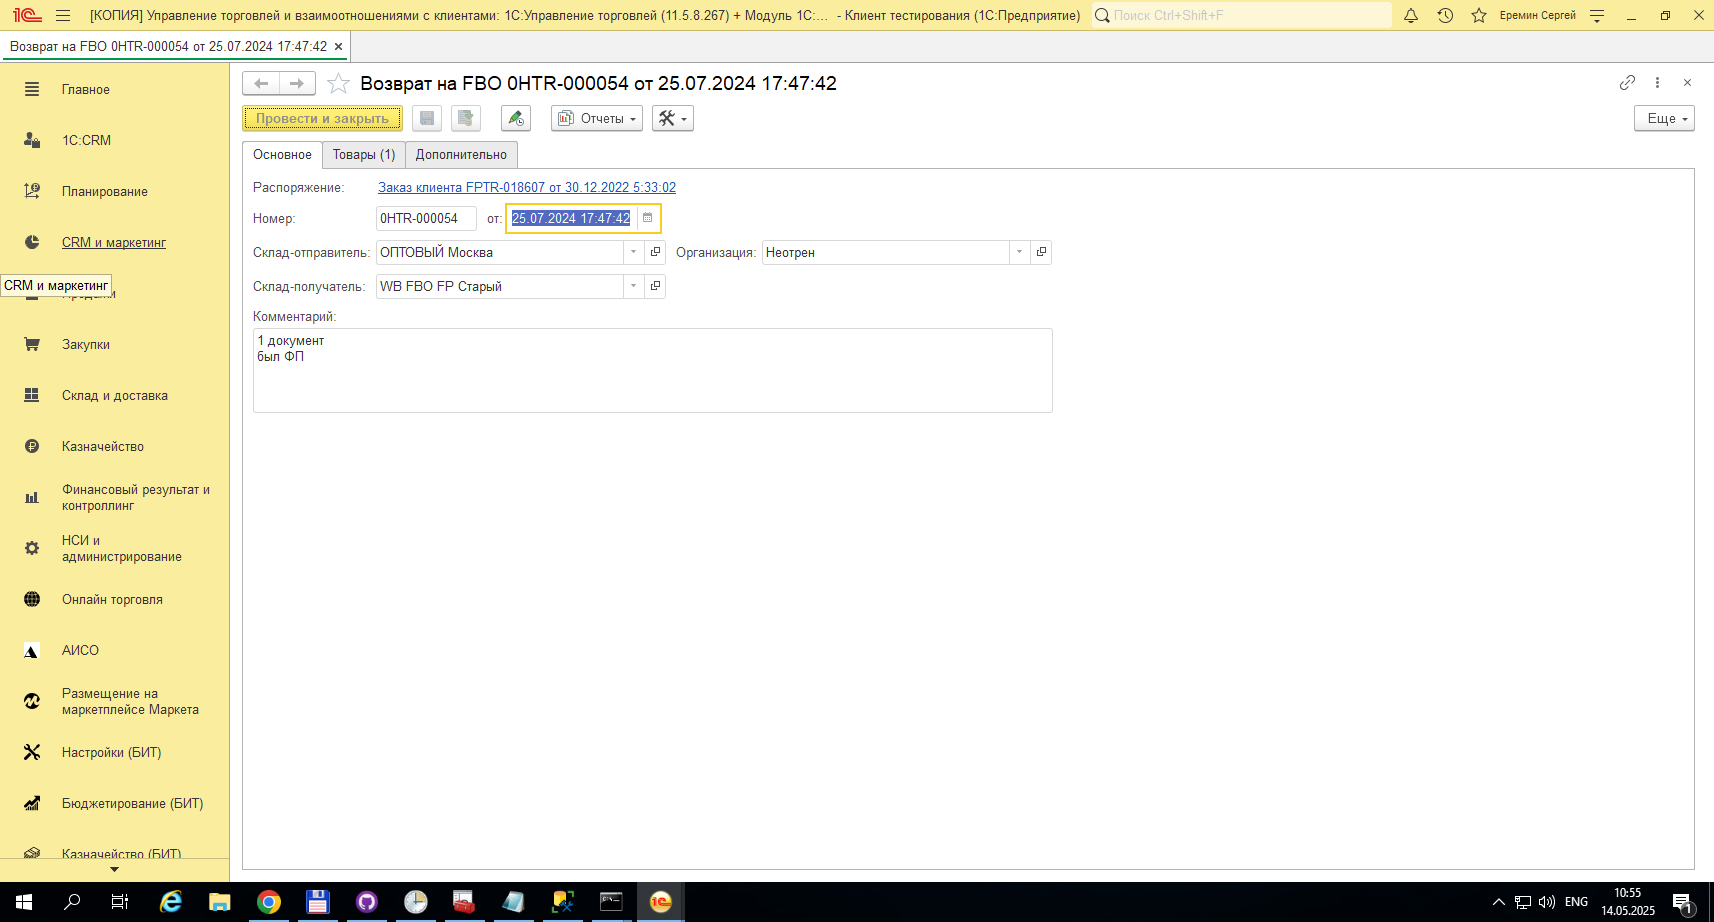 [КОПИЯ] Управление торговлей и взаимоотношениями с клиентами: 1С:Управление торговлей (11.5.8.267) + Модуль 1С:... - Клиент тестирования (1С:Предприятие)
Поиск Ctrl+Shift+F
Еремин Сергей
Возврат на FBO 0HTR-000054 от 25.07.2024 17:47:42
Главное
1С:CRM
Планирование
CRM и маркетинг
CRM и маркетинг
Продажи
Закупки
Склад и доставка
Казначейство
Финансовый результат и
контроллинг
НСИ и
администрирование
Онлайн торговля
АИСО
Размещение на
маркетплейсе Маркета
Настройки (БИТ)
Бюджетирование (БИТ)
Казначейство (БИТ)
Возврат на FBO 0HTR-000054 от 25.07.2024 17:47:42
Провести и закрыть
Отчеты
Еще
Основное
Товары (1)
Дополнительно
Распоряжение: Заказ клиента FPTR-018607 от 30.12.2022 5:33:02
Номер: 0HTR-000054 от: 25.07.2024 17:47:42
Склад-отправитель: ОПТОВЫЙ Москва Организация: Неотрен
Склад-получатель: WB FBO FP Старый
Комментарий:
1 документ
был ФП
ENG
10:55
14.05.2025
1